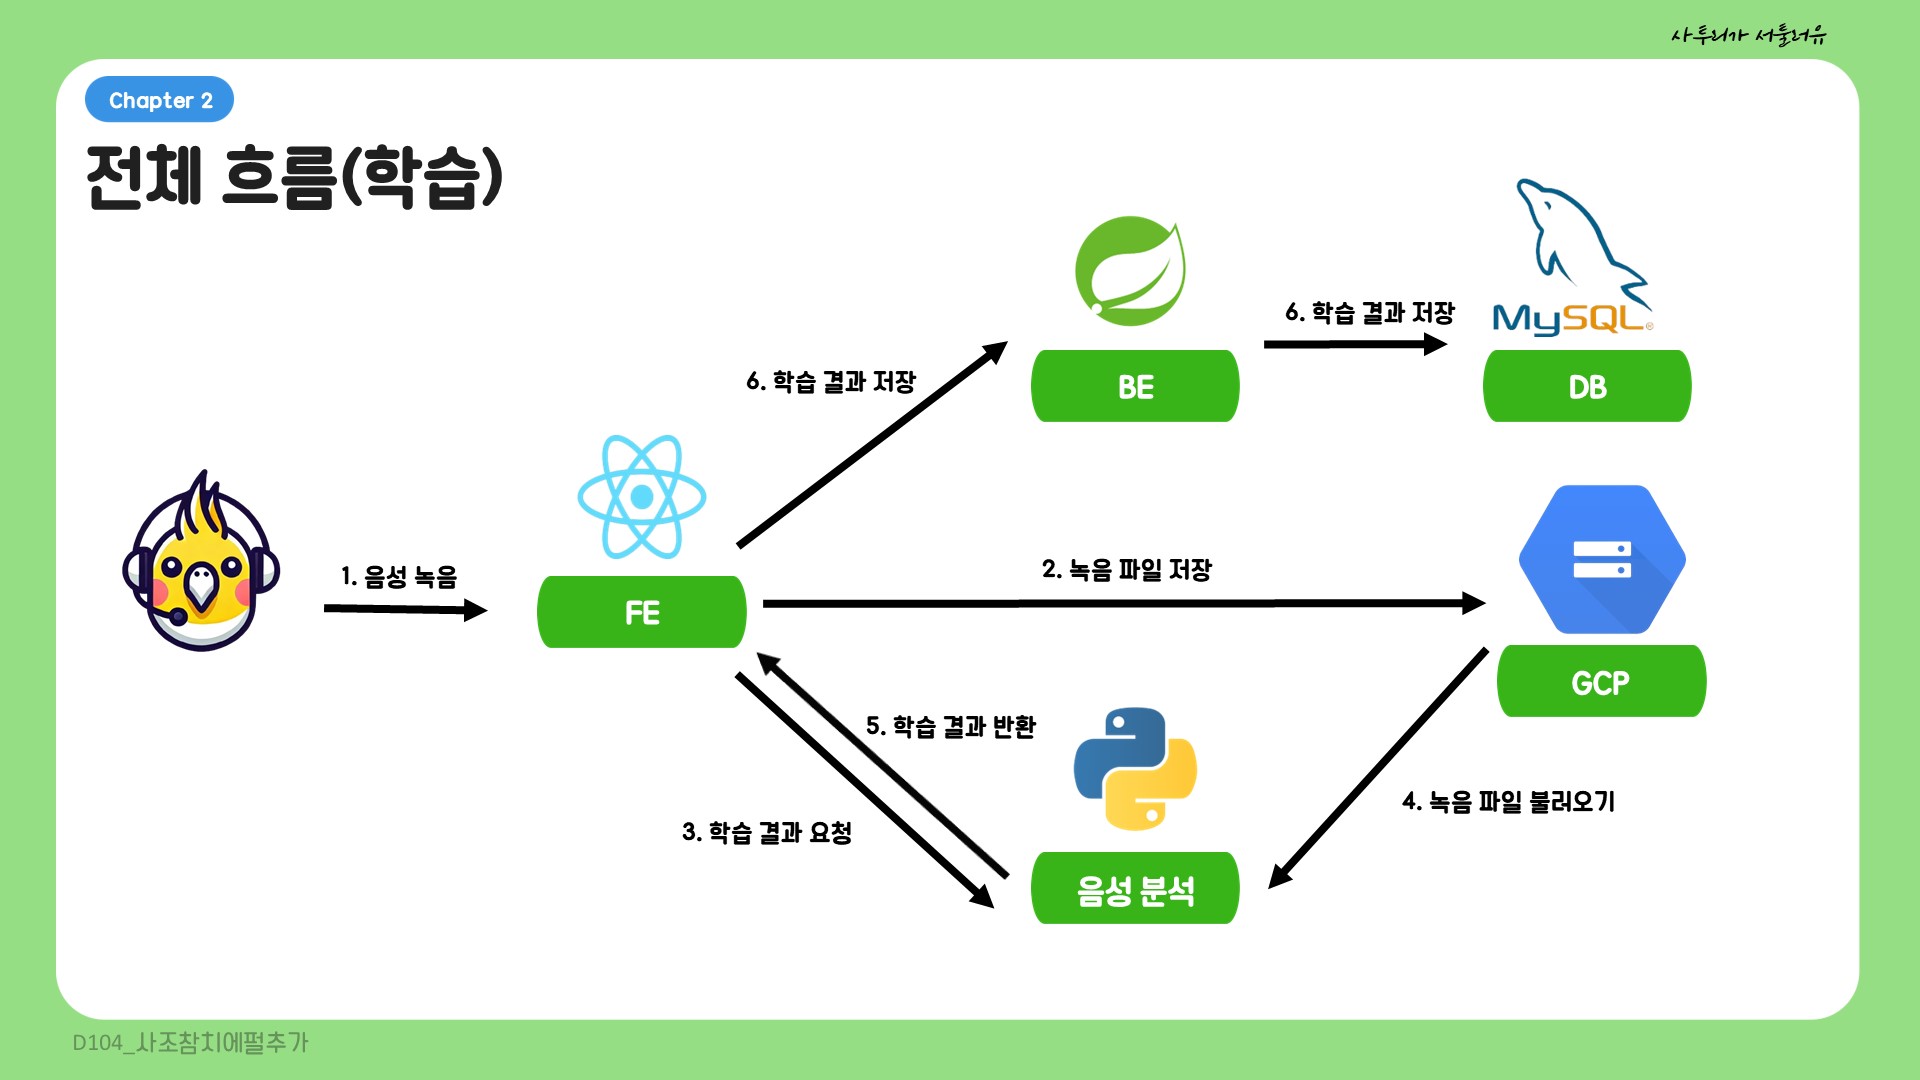 사투리가 서툴러유
Chapter 2
전체 흐름(학습)
6. 학습 결과 저장
MySQL®
6. 학습 결과 저장
BE
DB
1. 음성 녹음
2. 녹음 파일 저장
FE
GCP
5. 학습 결과 반환
3. 학습 결과 요청
4. 녹음 파일 불러오기
음성 분석
D104_사조참치에펄추가